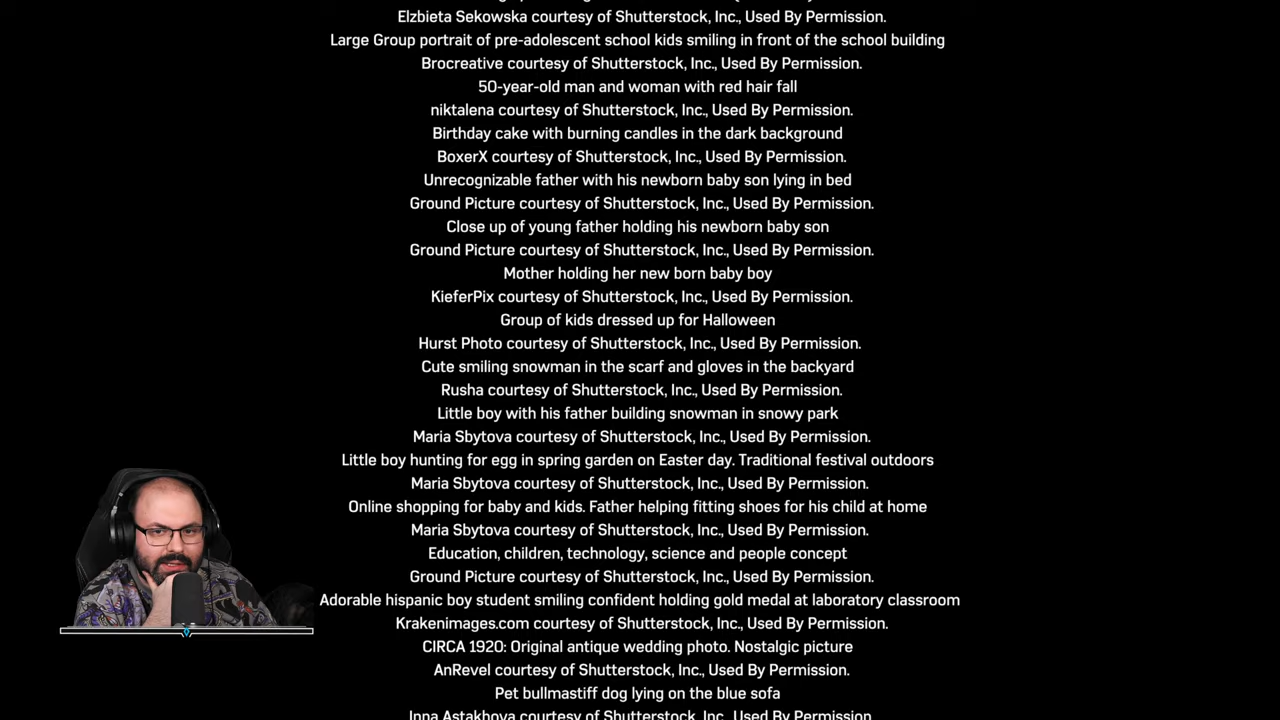 Elzbieta Sekowska courtesy of Shutterstock, Inc., Used By Permission.
Large Group portrait of pre-adolescent school kids smiling in front of the school building
Brocreative courtesy of Shutterstock, Inc., Used By Permission.
50-year-old man and woman with red hair fall
niktalena courtesy of Shutterstock, Inc., Used By Permission.
Birthday cake with burning candles in the dark background
BoxerX courtesy of Shutterstock, Inc., Used By Permission.
Unrecognizable father with his newborn baby son lying in bed
Ground Picture courtesy of Shutterstock, Inc., Used By Permission.
Close up of young father holding his newborn baby son
Ground Picture courtesy of Shutterstock, Inc., Used By Permission.
Mother holding her new born baby boy
KieferPix courtesy of Shutterstock, Inc., Used By Permission.
Group of kids dressed up for Halloween
Hurst Photo courtesy of Shutterstock, Inc., Used By Permission.
Cute smiling snowman in the scarf and gloves in the backyard
Rusha courtesy of Shutterstock, Inc., Used By Permission.
Little boy with his father building snowman in snowy park
Maria Sbytova courtesy of Shutterstock, Inc., Used By Permission.
Little boy hunting for egg in spring garden on Easter day. Traditional festival outdoors
Maria Sbytova courtesy of Shutterstock, Inc., Used By Permission.
Online shopping for baby and kids. Father helping fitting shoes for his child at home
Maria Sbytova courtesy of Shutterstock, Inc., Used By Permission.
Education, children, technology, science and people concept
Ground Picture courtesy of Shutterstock, Inc., Used By Permission.
Adorable hispanic boy student smiling confident holding gold medal at laboratory classroom
Krakenimages.com courtesy of Shutterstock, Inc., Used By Permission.
CIRCA 1920: Original antique wedding photo. Nostalgic picture
AnRevel courtesy of Shutterstock, Inc., Used By Permission.
Pet bullmastiff dog lying on the blue sofa
Inna Astakhova courtesy of Shutterstock, Inc., Used By Permission.